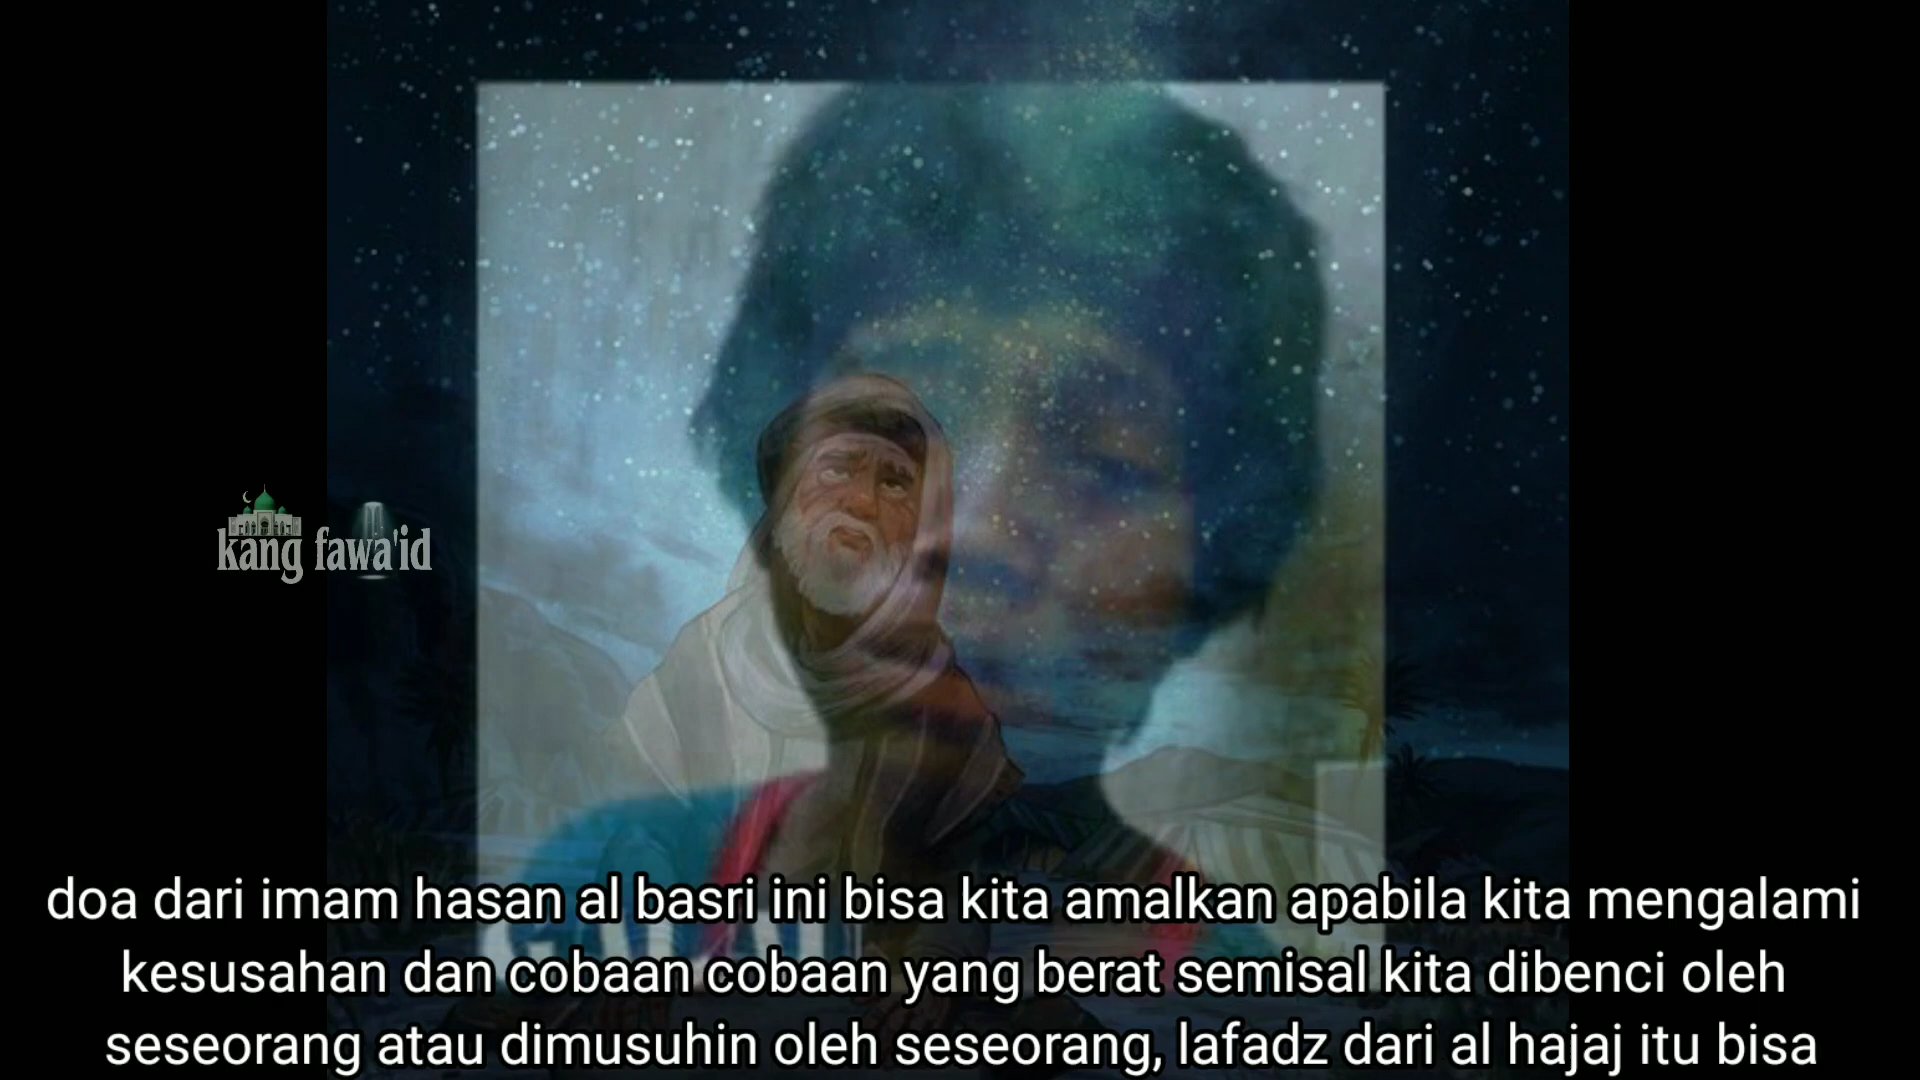 kang fawa'id
doa dari imam hasan al basri ini bisa kita amalkan apabila kita mengalami
kesusahan dan cobaan cobaan yang berat semisal kita dibenci oleh
seseorang atau dimusuhin oleh seseorang, lafadz dari al hajaj itu bisa